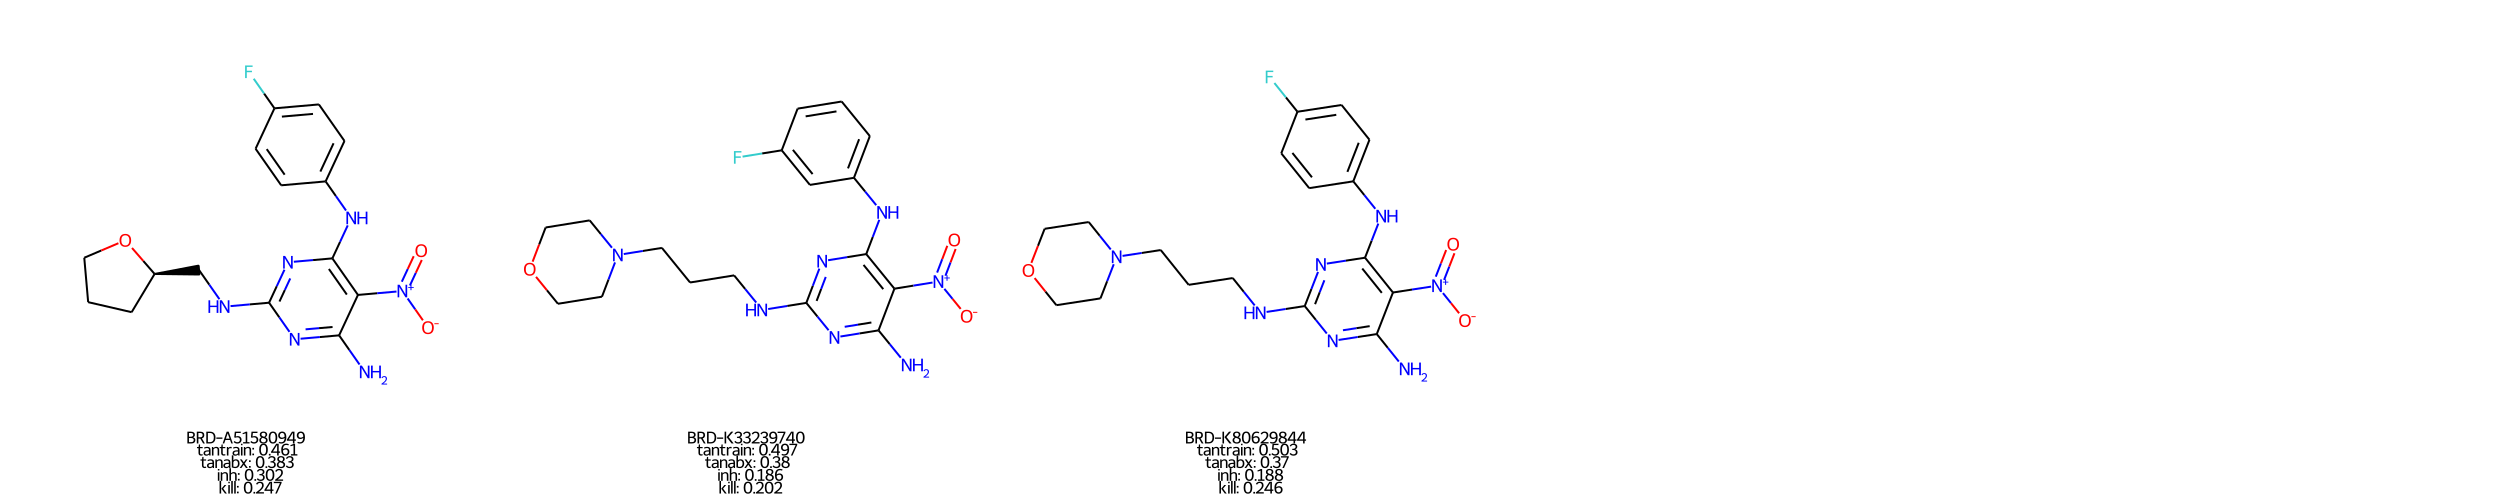 F
O
N
NH
O
HN
N
N+
O-
NH2
BRD-A51580949
tantrain: 0.461
tanabx: 0.383
inh: 0.302
kill: 0.247
F
O
N
HN
N
N
NH
O
N+
O-
NH2
BRD-K33239740
tantrain: 0.497
tanabx: 0.38
inh: 0.186
kill: 0.202
F
O
N
HN
N
N
NH
O
N+
O-
NH2
BRD-K80629844
tantrain: 0.503
tanabx: 0.37
inh: 0.188
kill: 0.246